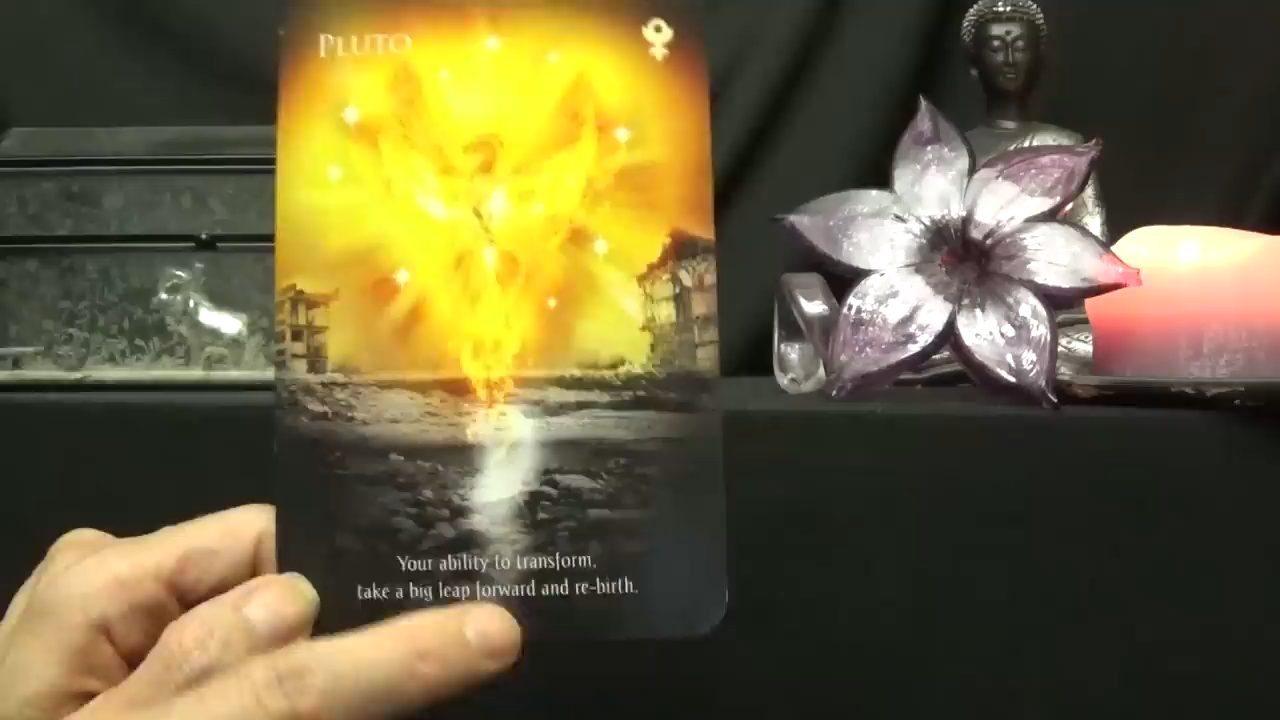 PLUTO
Your ability to transform,
take a big leap forward and re-birth.